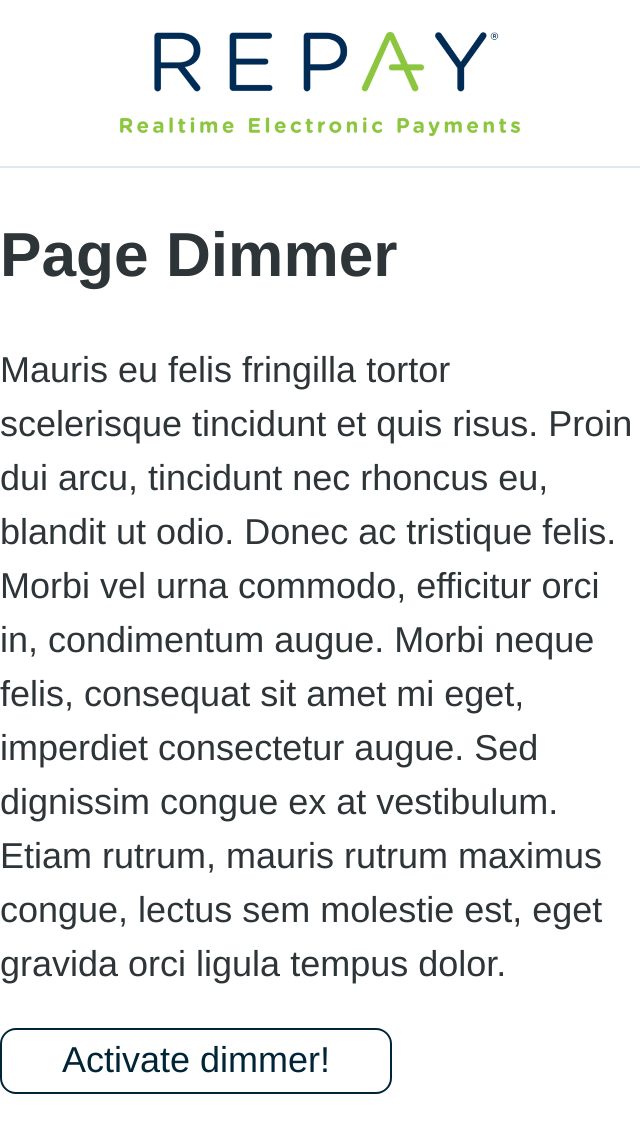 REPAY®
Realtime Electronic Payments
Page Dimmer
Mauris eu felis fringilla tortor
scelerisque tincidunt et quis risus. Proin
dui arcu, tincidunt nec rhoncus eu,
blandit ut odio. Donec ac tristique felis.
Morbi vel urna commodo, efficitur orci
in, condimentum augue. Morbi neque
felis, consequat sit amet mi eget,
imperdiet consectetur augue. Sed
dignissim congue ex at vestibulum.
Etiam rutrum, mauris rutrum maximus
congue, lectus sem molestie est, eget
gravida orci ligula tempus dolor.
Activate dimmer!